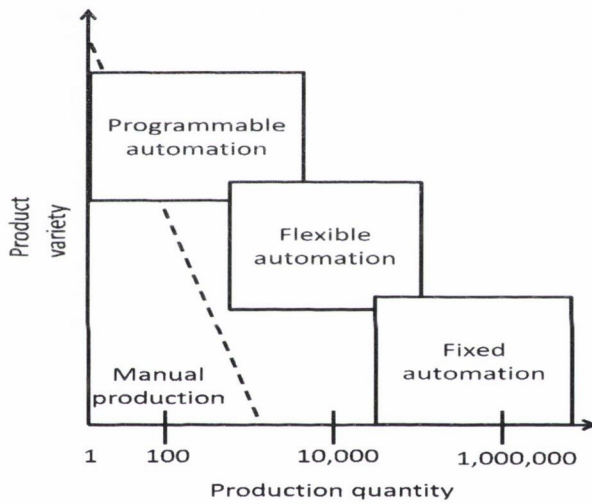 Programmable
automation
Product
variety
Flexible
automation
Fixed
automation
Manual
production
1
100
10,000
1,000,000
Production quantity